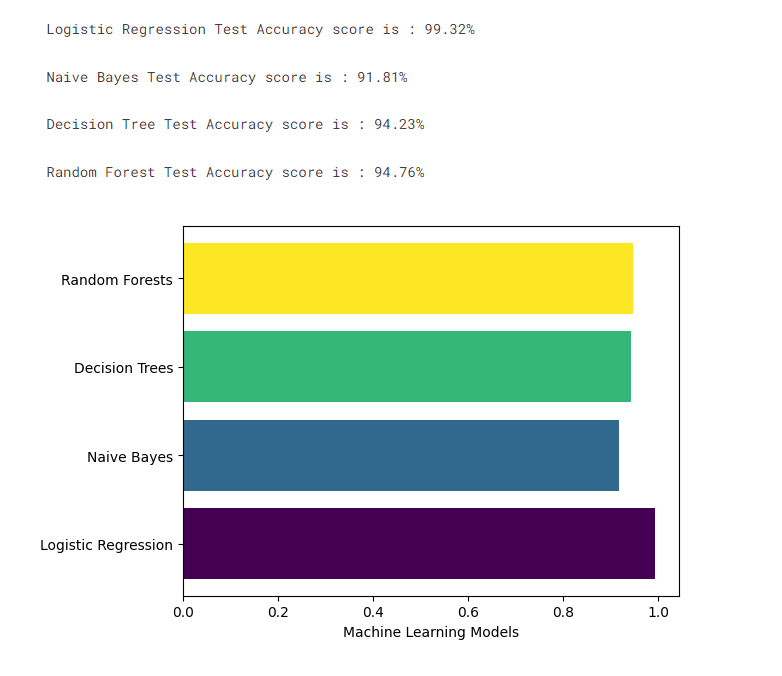 Logistic Regression Test Accuracy score is : 99.32%
Naive Bayes Test Accuracy score is : 91.81%
Decision Tree Test Accuracy score is : 94.23%
Random Forest Test Accuracy score is : 94.76%
Random Forests
Decision Trees
Naive Bayes
Logistic Regression
0.0 0.2 0.4 0.6 0.8 1.0
Machine Learning Models